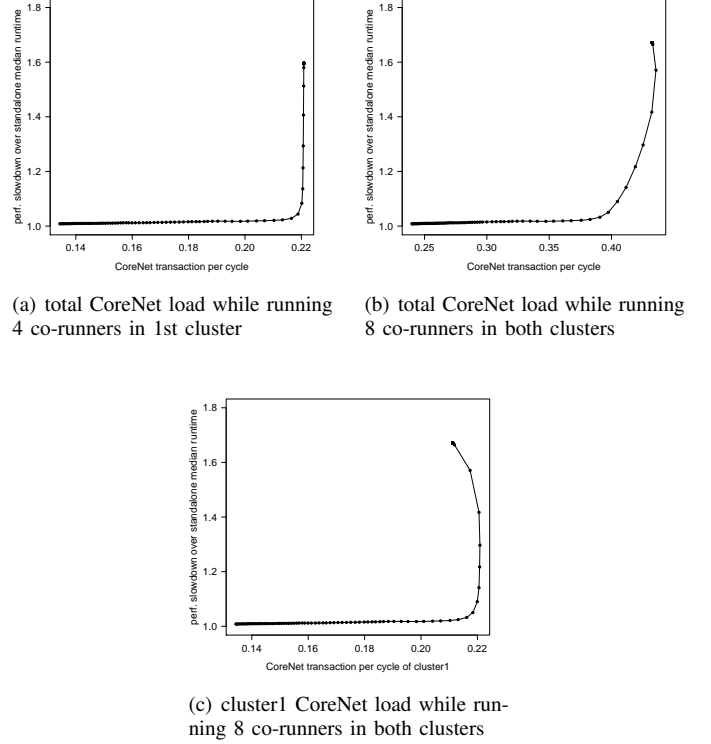 1.8
1.6
1.4
1.2
1.0
perf. slowdown over standalone median runtime
0.14 0.16 0.18 0.20 0.22
CoreNet transaction per cycle
(a) total CoreNet load while running
4 co-runners in 1st cluster
1.8
1.6
1.4
1.2
1.0
perf. slowdown over standalone median runtime
0.25 0.30 0.35 0.40
CoreNet transaction per cycle
(b) total CoreNet load while running
8 co-runners in both clusters
1.8
1.6
1.4
1.2
1.0
perf. slowdown over standalone median runtime
0.14 0.16 0.18 0.20 0.22
CoreNet transaction per cycle of cluster1
(c) cluster1 CoreNet load while run-
ning 8 co-runners in both clusters